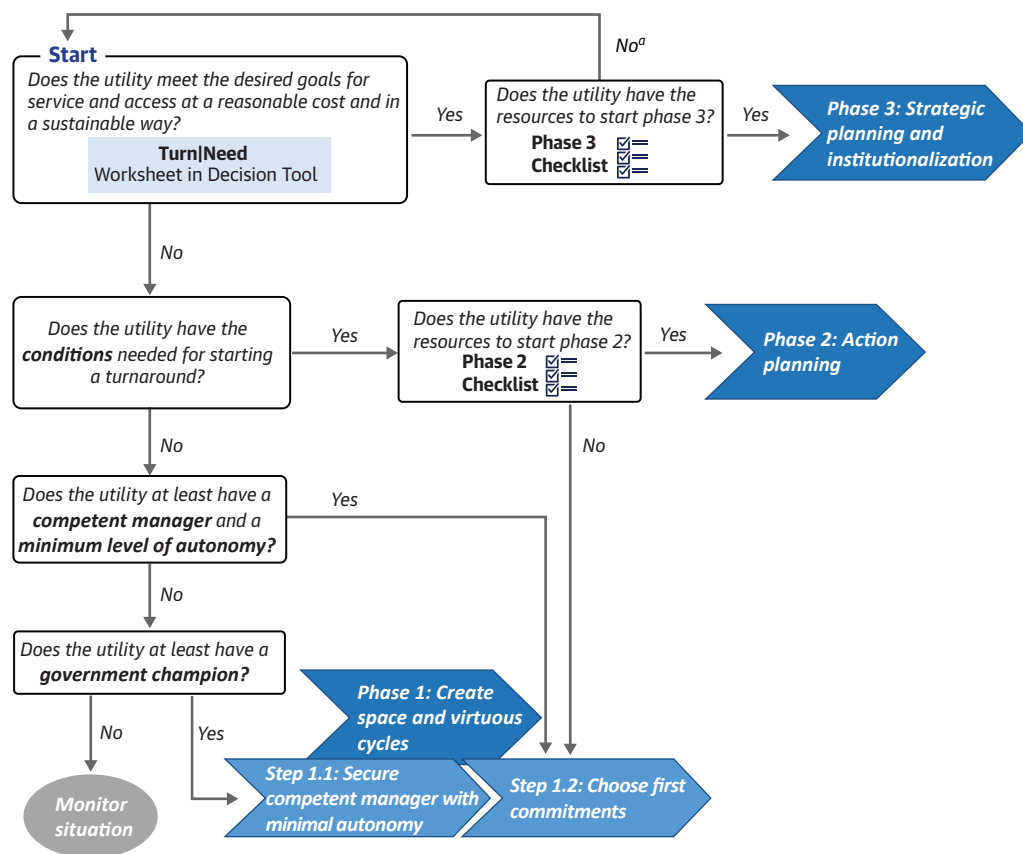 Start
Does the utility meet the desired goals for
service and access at a reasonable cost and in
a sustainable way?
Turn|Need
Worksheet in Decision Tool
Yes
Noᵃ
Does the utility have the
resources to start phase 3?
Phase 3
Checklist
Yes
Phase 3: Strategic
planning and
institutionalization
No
Does the utility have the
conditions needed for starting
a turnaround?
Yes
Does the utility have the
resources to start phase 2?
Phase 2
Checklist
Yes
Phase 2: Action
planning
No
No
Does the utility at least have a
competent manager and a
minimum level of autonomy?
Yes
No
Does the utility at least have a
government champion?
No
Yes
Monitor
situation
Phase 1: Create
space and virtuous
cycles
Step 1.1: Secure
competent manager with
minimal autonomy
Step 1.2: Choose first
commitments